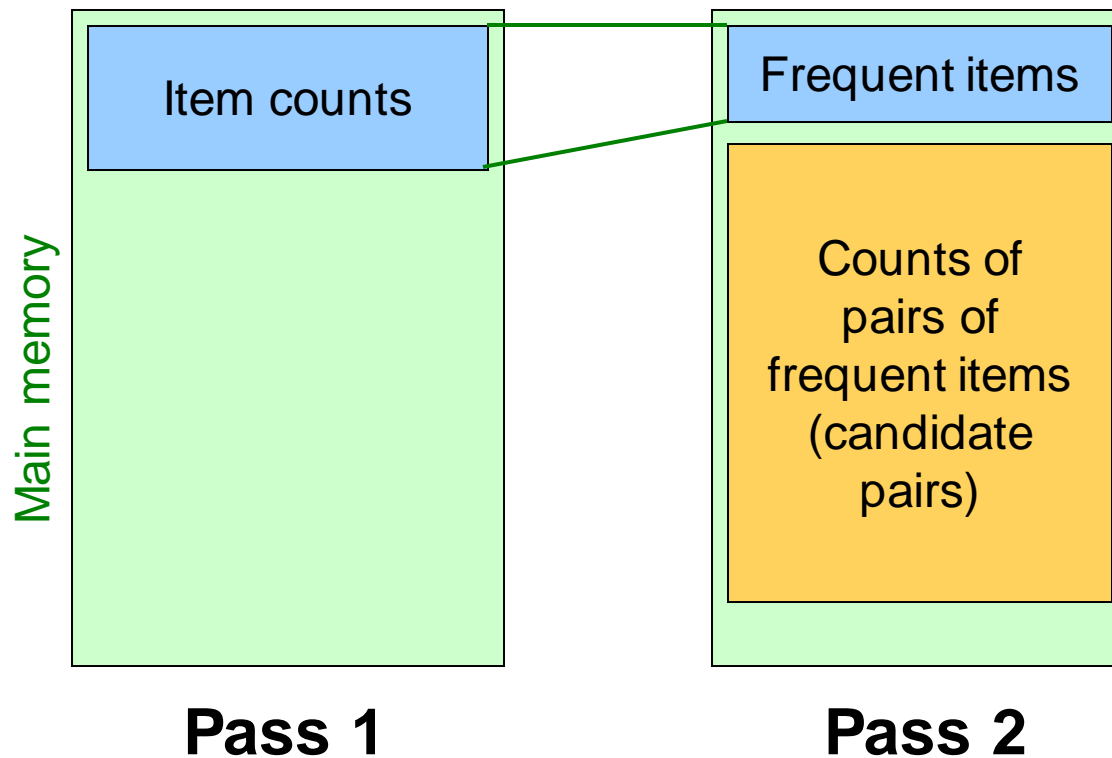 Main memory
Item counts
Frequent items
Counts of
pairs of
frequent items
(candidate
pairs)
Pass 1
Pass 2